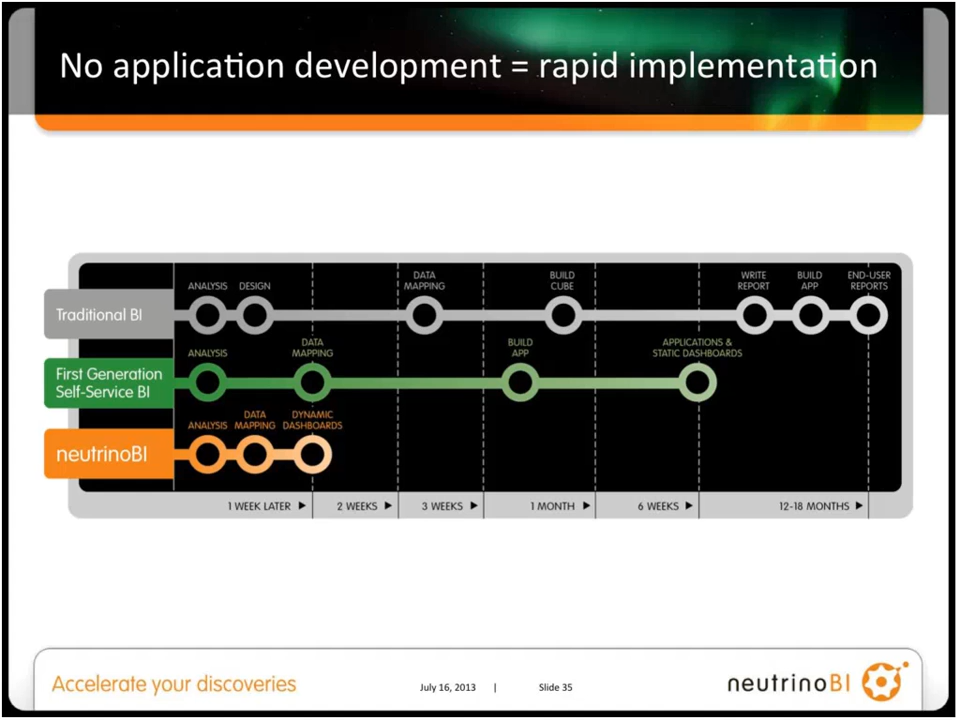 No application development = rapid implementation
ANALYSIS DESIGN DATA MAPPING BUILD CUBE WRITE REPORT BUILD APP END-USER REPORTS
Traditional BI
ANALYSIS DATA MAPPING BUILD APP APPLICATIONS & STATIC DASHBOARDS
First Generation
Self-Service BI
ANALYSIS DATA MAPPING DYNAMIC DASHBOARDS
neutrinoBI
1 WEEK LATER ▶ 2 WEEKS ▶ 3 WEEKS ▶ 1 MONTH ▶ 6 WEEKS ▶ 12-18 MONTHS ▶
Accelerate your discoveries
July 16, 2013 | Slide 35
neutrinoBI